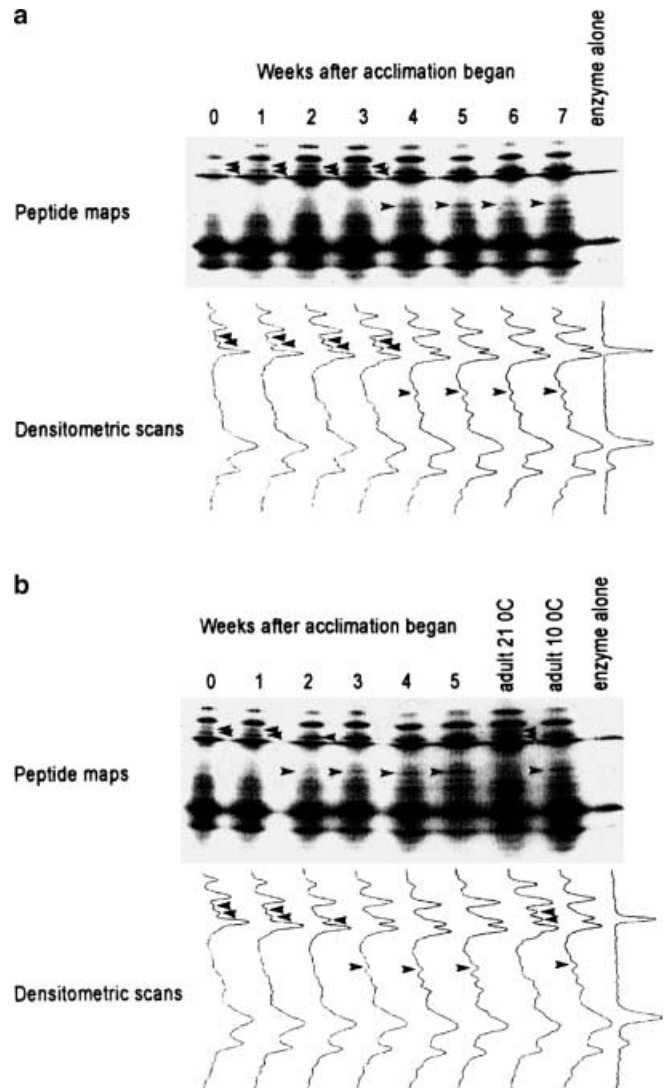 a
Weeks after acclimation began
enzyme alone
0 1 2 3 4 5 6 7
Peptide maps
Densitometric scans
b
Weeks after acclimation began
adult 21 0C
adult 10 0C
enzyme alone
0 1 2 3 4 5
Peptide maps
Densitometric scans